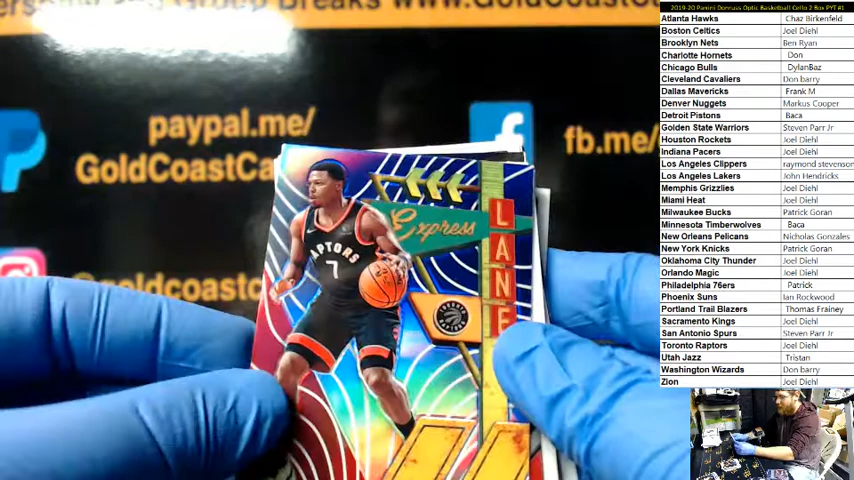 2019-20 Panini Donruss Optic Basketball Cello 2 Box PYT #1
Atlanta Hawks Chaz Birkenfeld
Boston Celtics Joel Diehl
Brooklyn Nets Ben Ryan
Charlotte Hornets Don
Chicago Bulls DylanBaz
Cleveland Cavaliers Don barry
Dallas Mavericks Frank M
Denver Nuggets Markus Cooper
Detroit Pistons Baca
Golden State Warriors Steven Parr Jr
Houston Rockets Joel Diehl
Indiana Pacers Joel Diehl
Los Angeles Clippers raymond stevenson
Los Angeles Lakers John Hendricks
Memphis Grizzlies Joel Diehl
Miami Heat Joel Diehl
Milwaukee Bucks Patrick Goran
Minnesota Timberwolves Baca
New Orleans Pelicans Nicholas Gonzales
New York Knicks Patrick Goran
Oklahoma City Thunder Joel Diehl
Orlando Magic Joel Diehl
Philadelphia 76ers Patrick
Phoenix Suns Ian Rockwood
Portland Trail Blazers Thomas Frainey
Sacramento Kings Joel Diehl
San Antonio Spurs Steven Parr Jr
Toronto Raptors Joel Diehl
Utah Jazz Tristan
Washington Wizards Don barry
Zion Joel Diehl
paypal.me/
GoldCoastCa
fb.me/
@goldcoastc
Express
LANE
RAPTORS
7